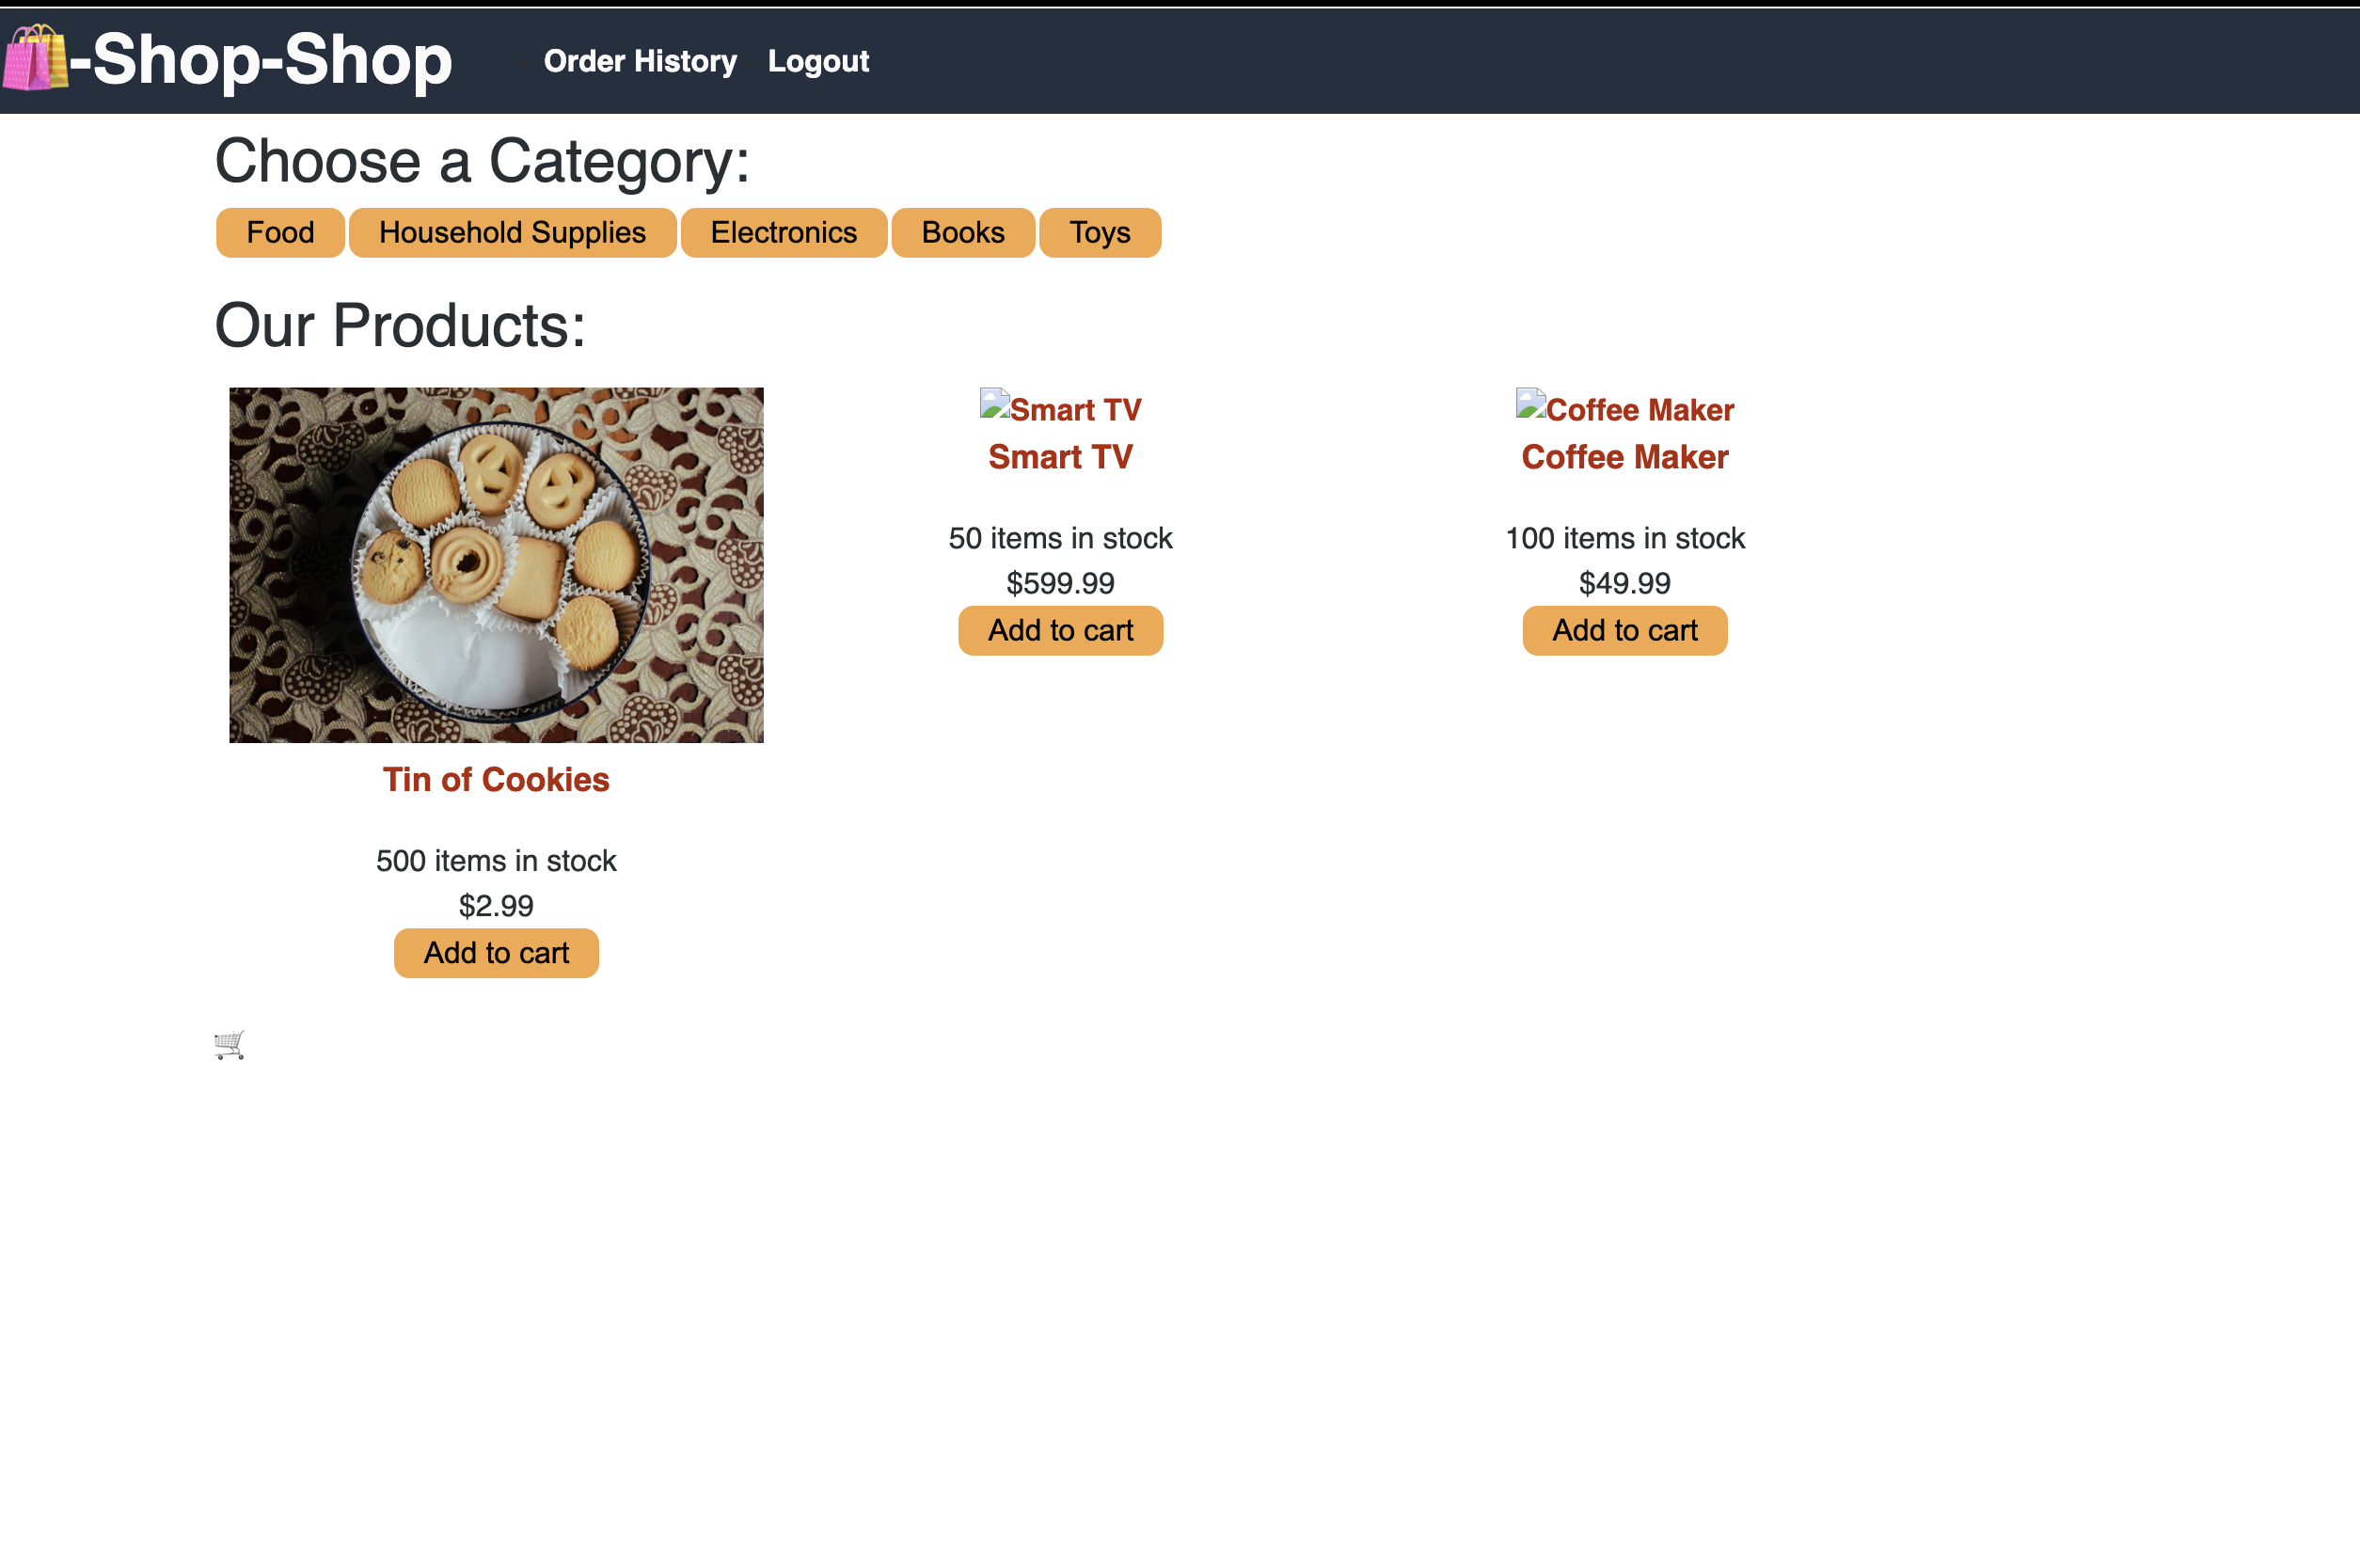 -Shop-Shop Order History Logout
Choose a Category:
Food Household Supplies Electronics Books Toys
Our Products:
Tin of Cookies
500 items in stock
$2.99
Add to cart
Smart TV
Smart TV
50 items in stock
$599.99
Add to cart
Coffee Maker
Coffee Maker
100 items in stock
$49.99
Add to cart